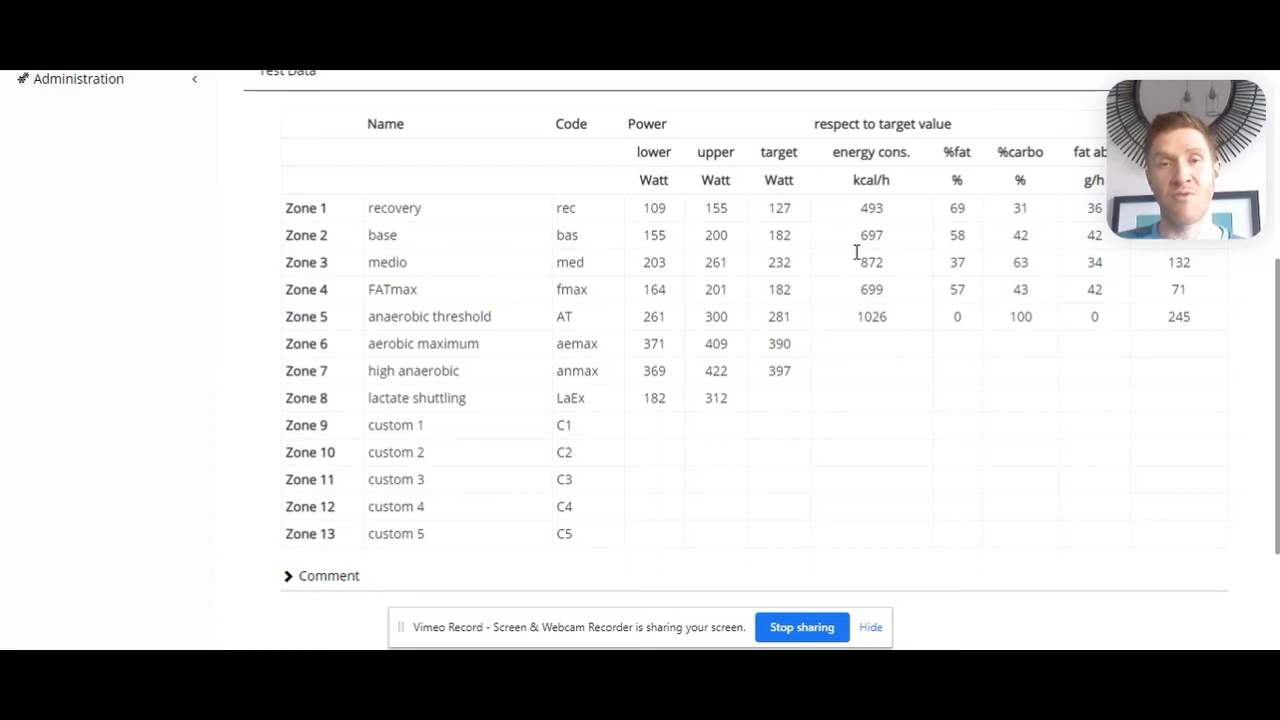 Administration
Test Data
Name Code Power respect to target value
lower upper target energy cons. %fat %carbo fat
Watt Watt Watt kcal/h % % g/h
Zone 1 recovery rec 109 155 127 493 69 31 36
Zone 2 base bas 155 200 182 697 58 42 42
Zone 3 medio med 203 261 232 872 37 63 34 132
Zone 4 FATmax fmax 164 201 182 699 57 43 42 71
Zone 5 anaerobic threshold AT 261 300 281 1026 0 100 0 245
Zone 6 aerobic maximum aemax 371 409 390
Zone 7 high anaerobic anmax 369 422 397
Zone 8 lactate shuttling LaEx 182 312
Zone 9 custom 1 C1
Zone 10 custom 2 C2
Zone 11 custom 3 C3
Zone 12 custom 4 C4
Zone 13 custom 5 C5
Comment
Vimeo Record - Screen & Webcam Recorder is sharing your screen. Stop sharing Hide